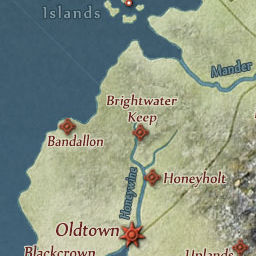 Islands
Mander
Brightwater
Keep
Bandallon
Honeyholt
Honeywine
Oldtown
Blackcrown
Uplands